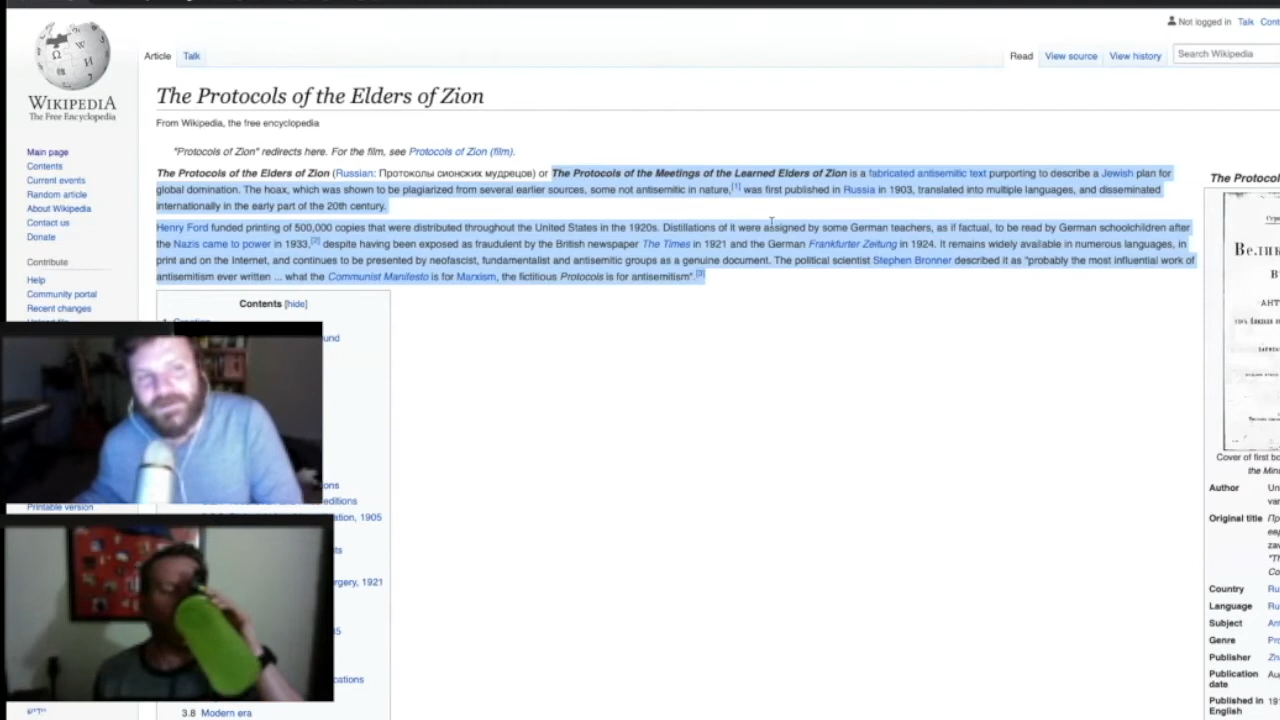 Not logged in Talk
Article Talk
Read View source View history Search Wikipedia
WIKIPEDIA
The Free Encyclopedia
The Protocols of the Elders of Zion
From Wikipedia, the free encyclopedia
"Protocols of Zion" redirects here. For the film, see Protocols of Zion (film).
The Protocols of the Elders of Zion (Russian: Протоколы сионских мудрецов) or The Protocols of the Meetings of the Learned Elders of Zion is a fabricated antisemitic text purporting to describe a Jewish plan for
global domination. The hoax, which was shown to be plagiarized from several earlier sources, some not antisemitic in nature,[1] was first published in Russia in 1903, translated into multiple languages, and disseminated
internationally in the early part of the 20th century.
Henry Ford funded printing of 500,000 copies that were distributed throughout the United States in the 1920s. Distillations of it were assigned by some German teachers, as if factual, to be read by German schoolchildren after
the Nazis came to power in 1933,[2] despite having been exposed as fraudulent by the British newspaper The Times in 1921 and the German Frankfurter Zeitung in 1924. It remains widely available in numerous languages, in
print and on the Internet, and continues to be presented by neofascist, fundamentalist and antisemitic groups as a genuine document. The political scientist Stephen Bronner described it as "probably the most influential work of
antisemitism ever written ... what the Communist Manifesto is for Marxism, the fictitious Protocols is for antisemitism".[3]
Main page
Contents
Current events
Random article
About Wikipedia
Contact us
Donate
Contribute
Help
Community portal
Recent changes
Printable version
ייִדיש
Contents [hide]
3.8 Modern era
The
Cover of first
the
Author
Original title
Country
Language
Subject
Genre
Publisher
Publication
date
Published in
English